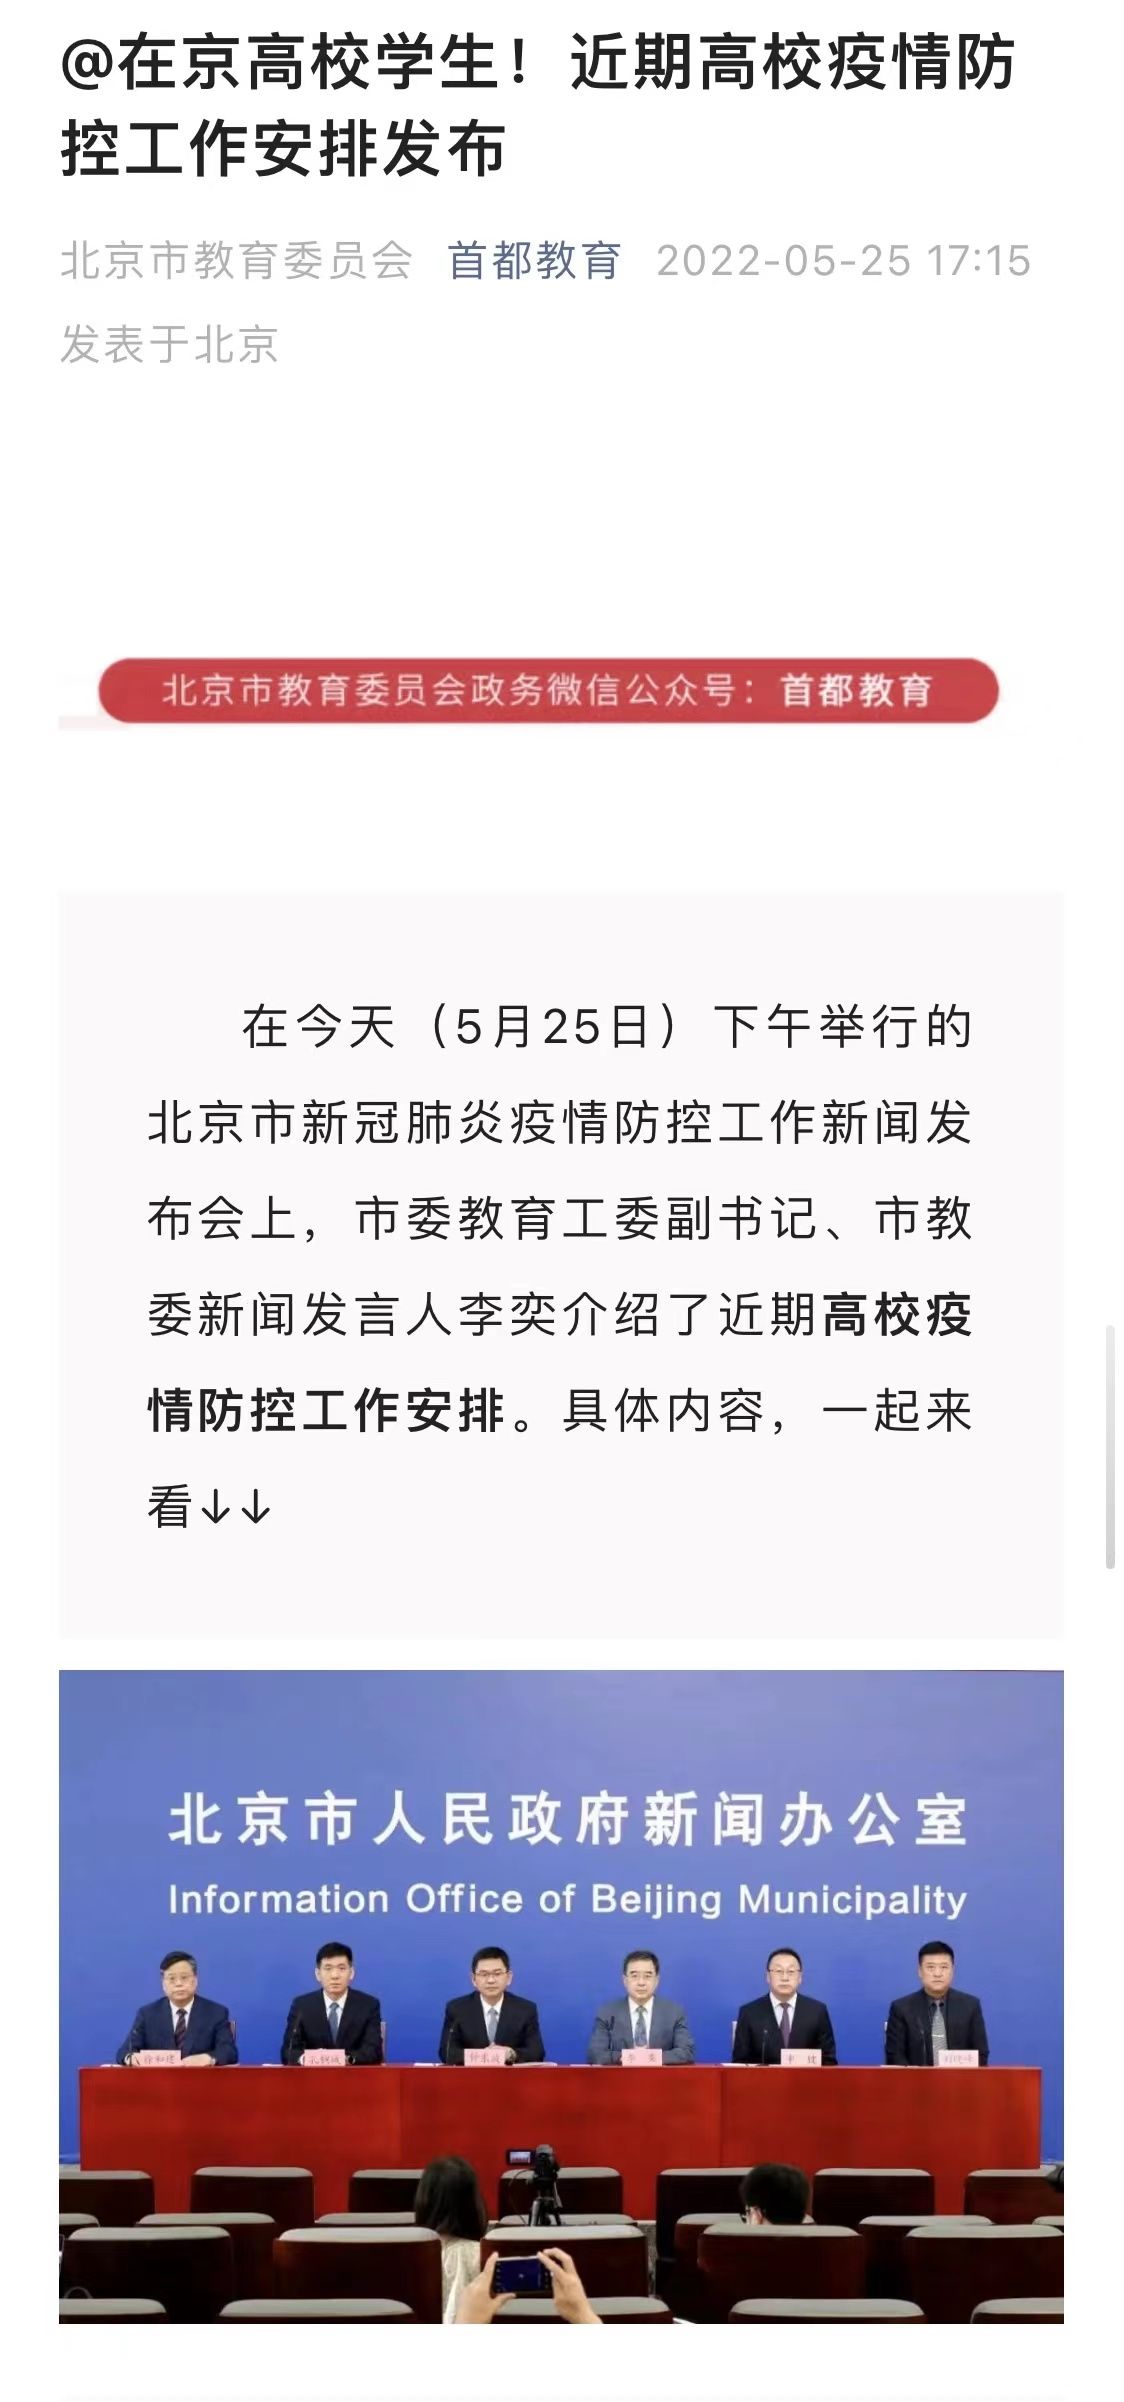 @在京高校学生！近期高校疫情防
控工作安排发布
北京市教育委员会 首都教育 2022-05-25 17:15
发表于北京
北京市教育委员会政务微信公众号：首都教育
在今天（5月25日）下午举行的
北京市新冠肺炎疫情防控工作新闻发
布会上，市委教育工委副书记、市教
委新闻发言人李奕介绍了近期高校疫
情防控工作安排。具体内容，一起来
看↓↓
北京市人民政府新闻办公室
Information Office of Beijing Municipality